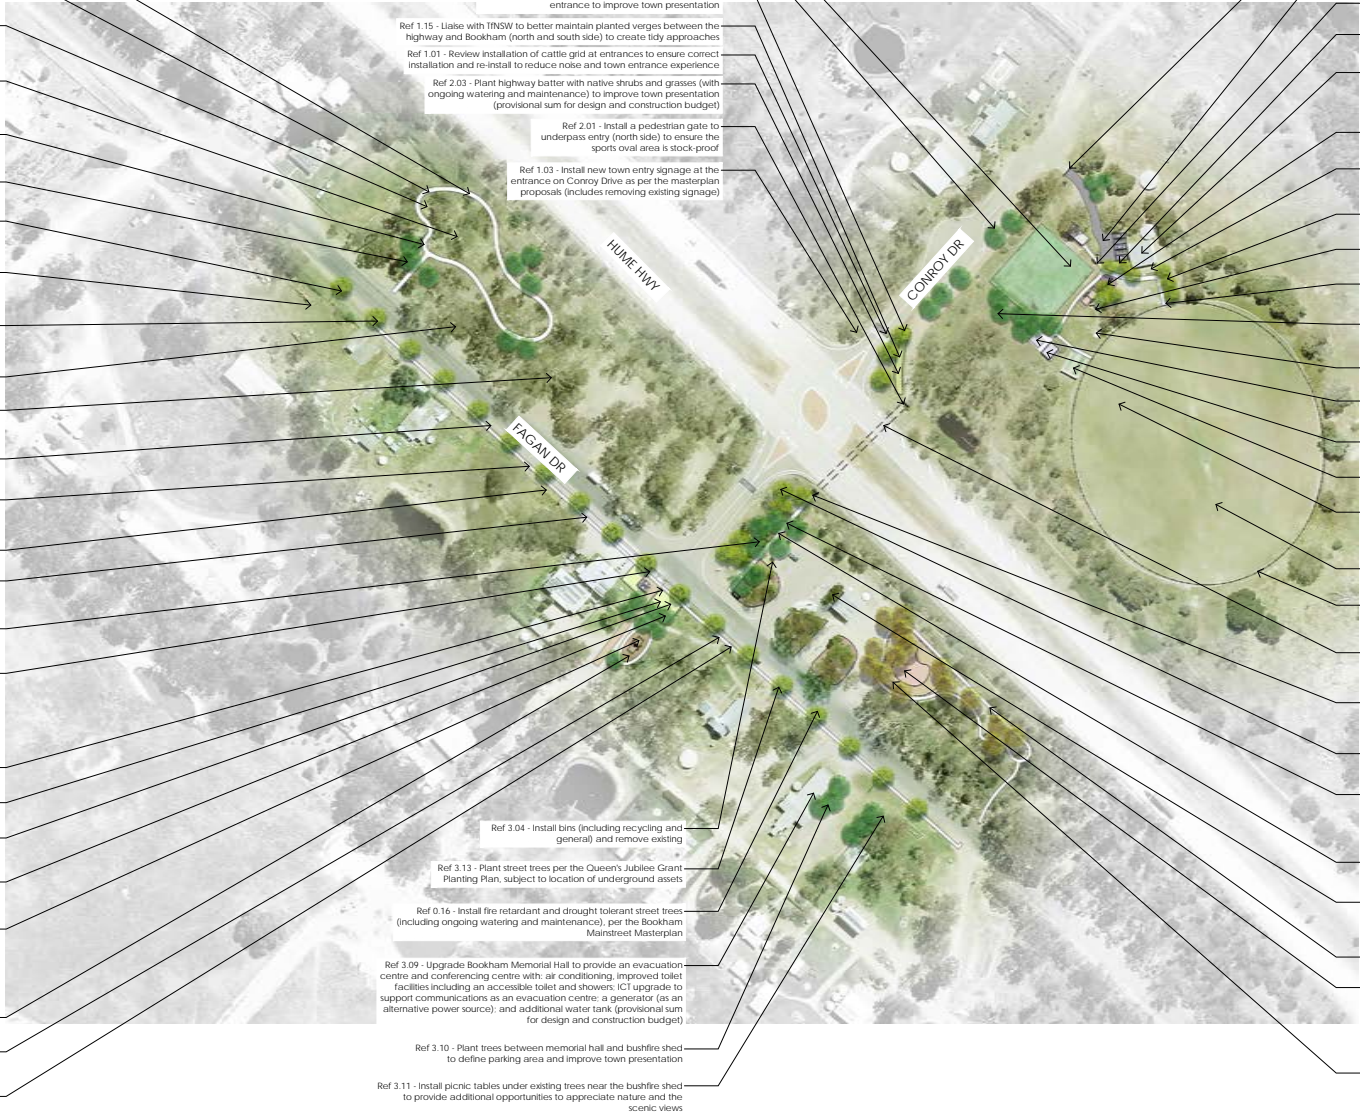 entrance to improve town presentation
Ref 1.15 - Liaise with TfNSW to better maintain planted verges between the
highway and Bookham (north and south side) to create tidy approaches
Ref 1.01 - Review installation of cattle grid at entrances to ensure correct
installation and re-install to reduce noise and town entrance experience
Ref 2.03 - Plant highway batter with native shrubs and grasses (with
ongoing watering and maintenance) to improve town presentation
(provisional sum for design and construction budget)
Ref 2.01 - Install a pedestrian gate to
underpass entry (north side) to ensure the
sports oval area is stock-proof
Ref 1.03 - Install new town entry signage at the
entrance on Conroy Drive as per the masterplan
proposals (includes removing existing signage)
HUME HWY
CONROY DR
FAGAN DR
Ref 3.04 - Install bins (including recycling and
general) and remove existing
Ref 3.13 - Plant street trees per the Queen's Jubilee Grant
Planting Plan, subject to location of underground assets
Ref 0.16 - Install fire retardant and drought tolerant street trees
(including ongoing watering and maintenance), per the Bookham
Mainstreet Masterplan
Ref 3.09 - Upgrade Bookham Memorial Hall to provide an evacuation
centre and conferencing centre with: air conditioning, improved toilet
facilities including an accessible toilet and showers; ICT upgrade to
support communications as an evacuation centre; a generator (as an
alternative power source); and additional water tank (provisional sum
for design and construction budget)
Ref 3.10 - Plant trees between memorial hall and bushfire shed
to define parking area and improve town presentation
Ref 3.11 - Install picnic tables under existing trees near the bushfire shed
to provide additional opportunities to appreciate nature and the
scenic views